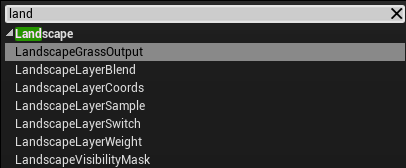 land
Landscape
LandscapeGrassOutput
LandscapeLayerBlend
LandscapeLayerCoords
LandscapeLayerSample
LandscapeLayerSwitch
LandscapeLayerWeight
LandscapeVisibilityMask